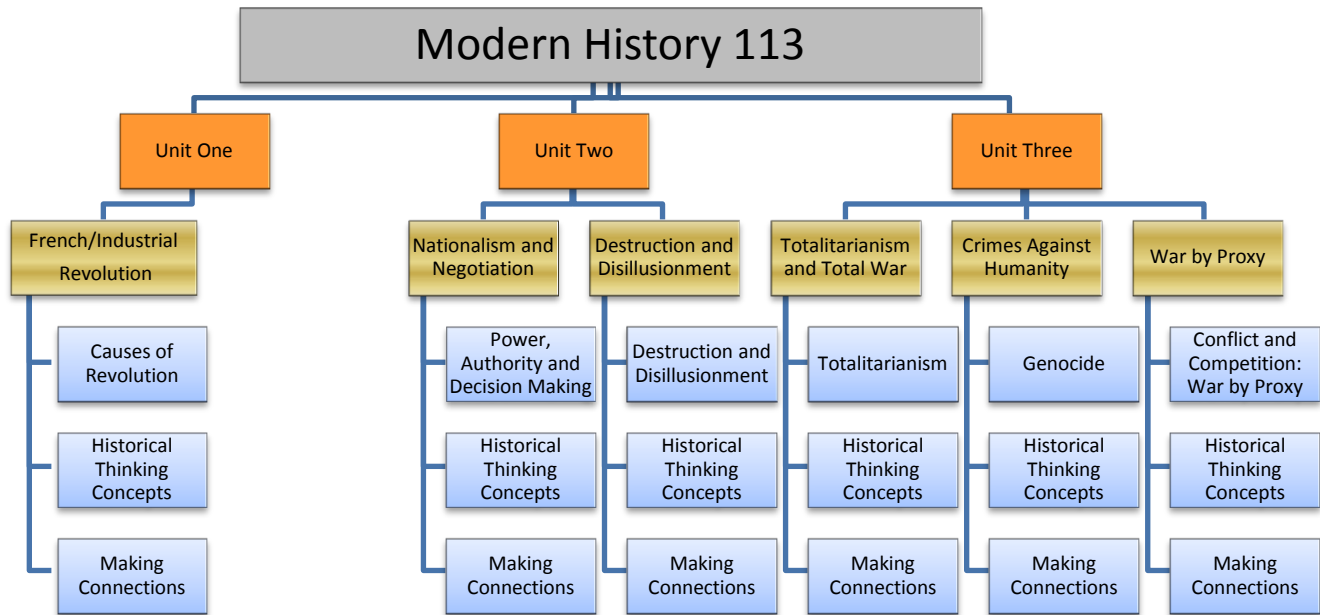 Modern History 113
Unit One
Unit Two
Unit Three
French/Industrial
Revolution
Nationalism and
Negotiation
Destruction and
Disillusionment
Totalitarianism
and Total War
Crimes Against
Humanity
War by Proxy
Causes of
Revolution
Power,
Authority and
Decision Making
Destruction and
Disillusionment
Totalitarianism
Genocide
Conflict and
Competition:
War by Proxy
Historical
Thinking
Concepts
Historical
Thinking
Concepts
Historical
Thinking
Concepts
Historical
Thinking
Concepts
Historical
Thinking
Concepts
Historical
Thinking
Concepts
Making
Connections
Making
Connections
Making
Connections
Making
Connections
Making
Connections
Making
Connections